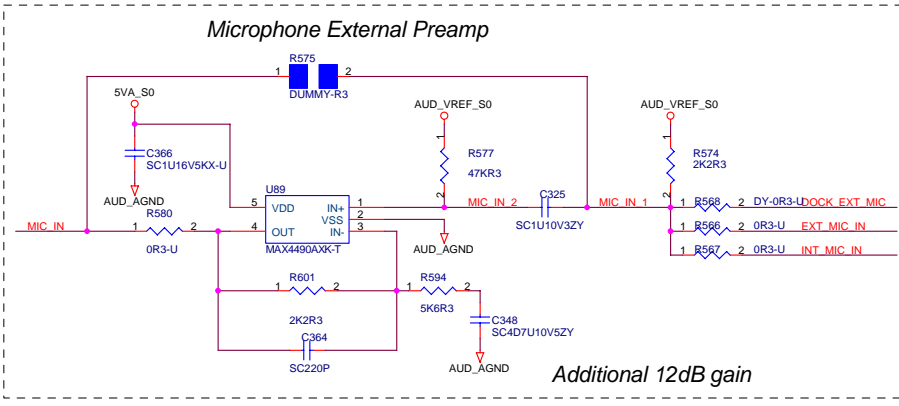 Microphone External Preamp
R575
1 2
DUMMY-R3
5VA_S0
AUD_VREF_S0
AUD_VREF_S0
C366
SC1U16V5KX-U
AUD_AGND
1
R577
47KR3
2
1
R574
2K2R3
2
U89
5 VDD IN+ 1
VSS 2
4 OUT IN- 3
MAX4490AXK-T
MIC_IN_2
C325
SC1U10V3ZY
MIC_IN_1
R568
1 2 DY-0R3-U DOCK_EXT_MIC
R566
1 2 0R3-U EXT_MIC_IN
R567
1 2 0R3-U INT_MIC_IN
MIC_IN
R580
1 2
0R3-U
AUD_AGND
R601
1 2
2K2R3
R594
1 2
5K6R3
C364
SC220P
C348
SC4D7U10V5ZY
AUD_AGND
Additional 12dB gain